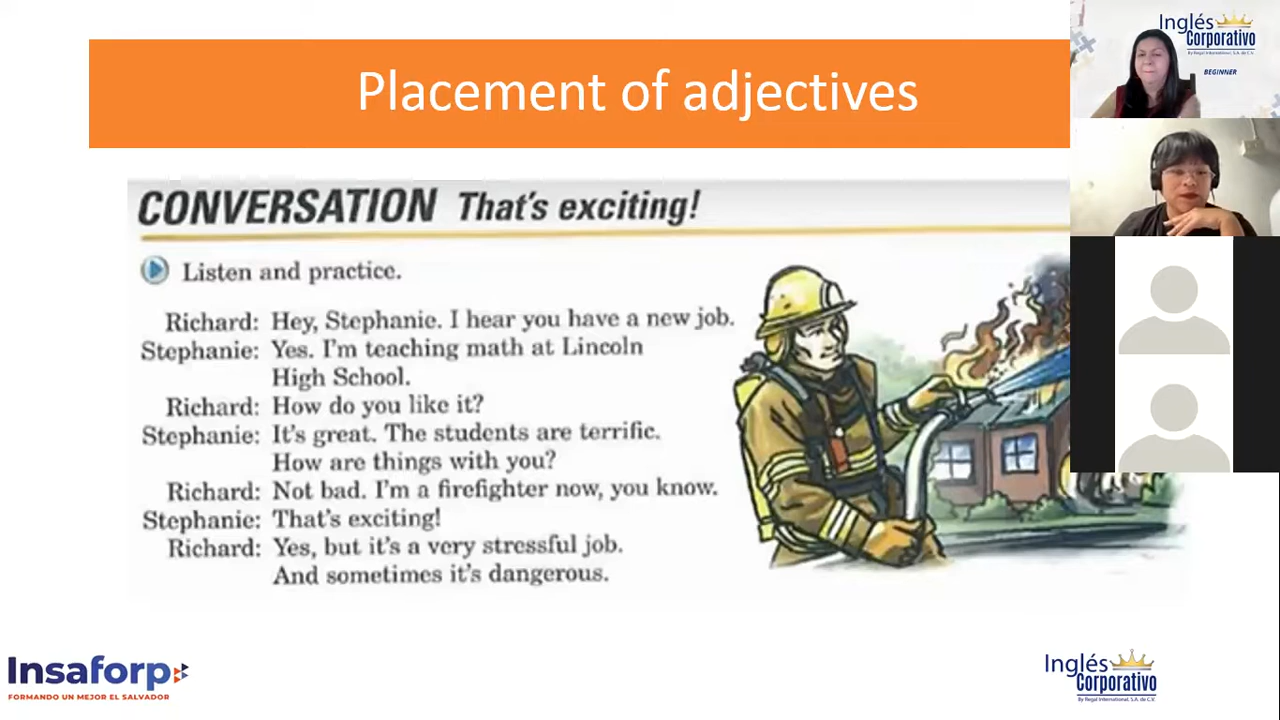 Placement of adjectives
CONVERSATION That's exciting!
Listen and practice.
Richard: Hey, Stephanie. I hear you have a new job.
Stephanie: Yes. I'm teaching math at Lincoln
High School.
Richard: How do you like it?
Stephanie: It's great. The students are terrific.
How are things with you?
Richard: Not bad. I'm a firefighter now, you know.
Stephanie: That's exciting!
Richard: Yes, but it's a very stressful job.
And sometimes it's dangerous.
Insaforp
FORMANDO UN MEJOR EL SALVADOR
Inglés
Corporativo
By Regal International, S.A. de C.V.
Inglés
Corporativo
By Regal International, S.A. de C.V.
BEGINNER